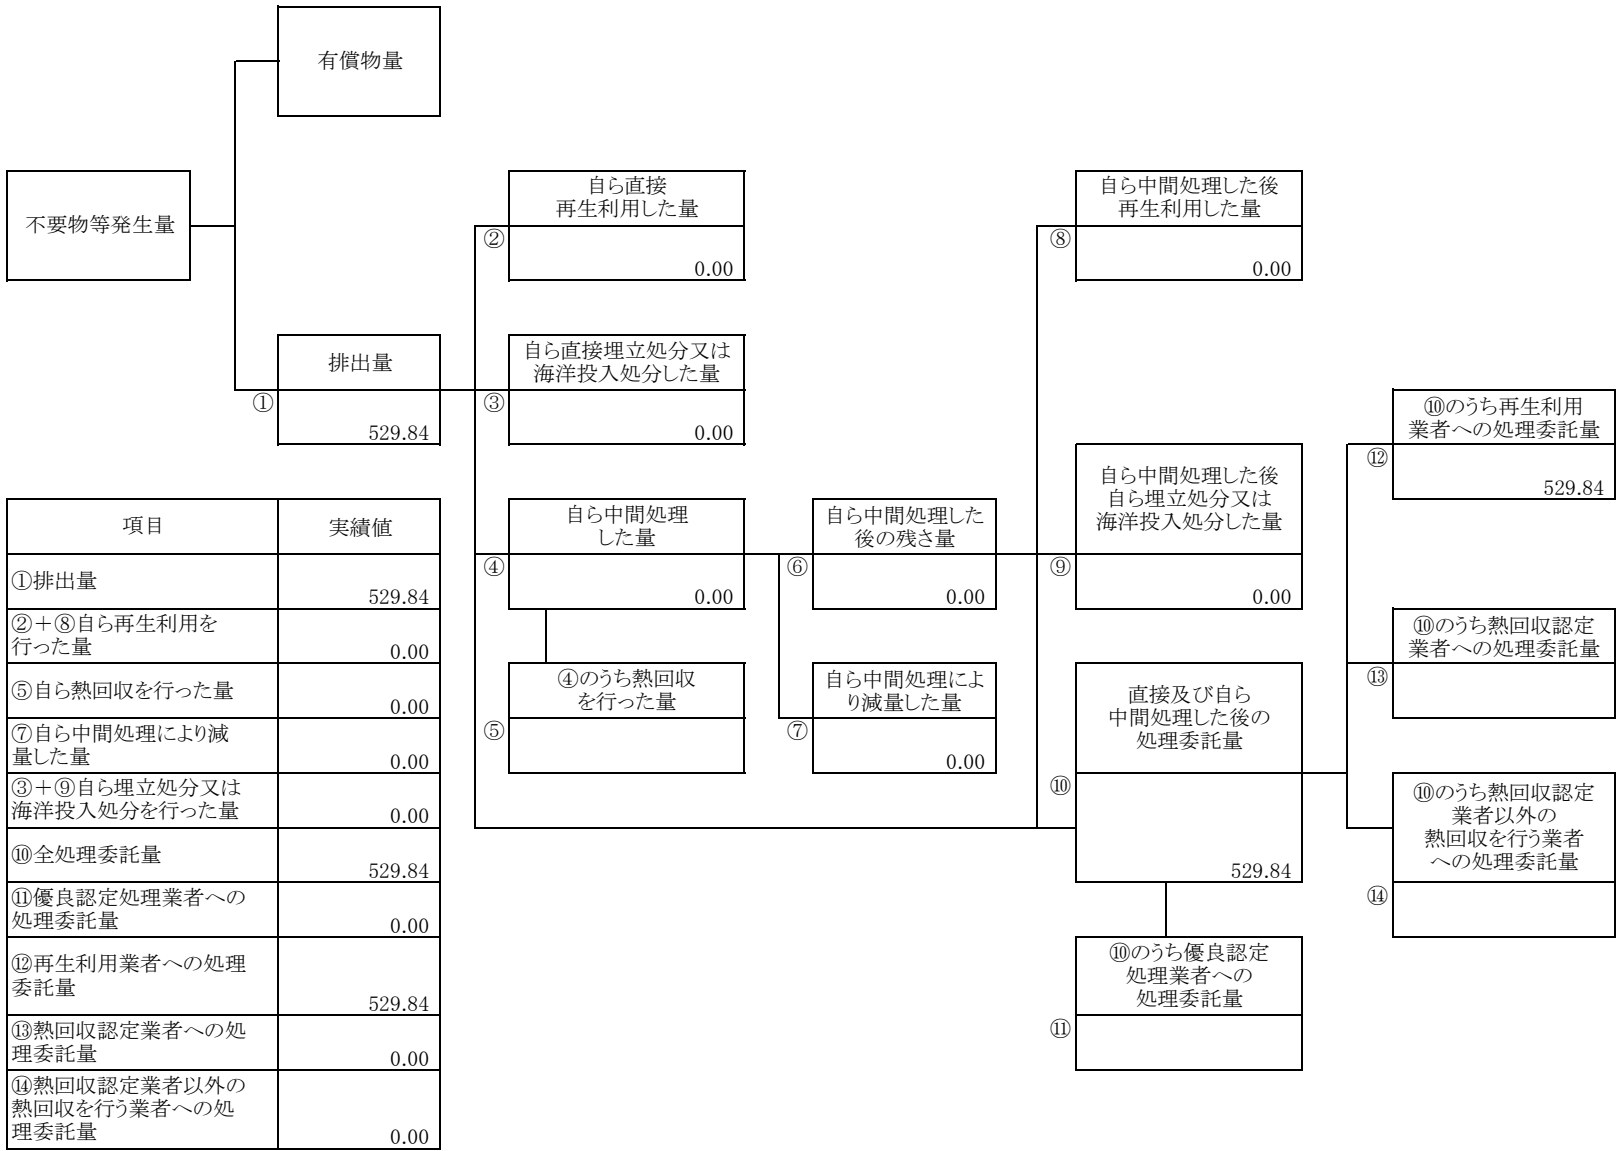 有償物量
不要物等発生量
排出量
①
529.84
自ら直接
再生利用した量
②
0.00
自ら直接埋立処分又は
海洋投入処分した量
③
0.00
自ら中間処理
した量
④
0.00
④のうち熱回収
を行った量
⑤
自ら中間処理した
後の残さ量
⑥
0.00
自ら中間処理によ
り減量した量
⑦
0.00
自ら中間処理した後
再生利用した量
⑧
0.00
自ら中間処理した後
自ら埋立処分又は
海洋投入処分した量
⑨
0.00
直接及び自ら
中間処理した後の
処理委託量
⑩
529.84
⑩のうち優良認定
処理業者への
処理委託量
⑪
⑩のうち再生利用
業者への処理委託量
⑫
529.84
⑩のうち熱回収認定
業者への処理委託量
⑬
⑩のうち熱回収認定
業者以外の
熱回収を行う業者
への処理委託量
⑭
項目 実績値
①排出量
529.84
②＋⑧自ら再生利用を
行った量
0.00
⑤自ら熱回収を行った量
0.00
⑦自ら中間処理により減
量した量
0.00
③＋⑨自ら埋立処分又は
海洋投入処分を行った量
0.00
⑩全処理委託量
529.84
⑪優良認定処理業者への
処理委託量
0.00
⑫再生利用業者への処理
委託量
529.84
⑬熱回収認定業者への処
理委託量
0.00
⑭熱回収認定業者以外の
熱回収を行う業者への処
理委託量
0.00